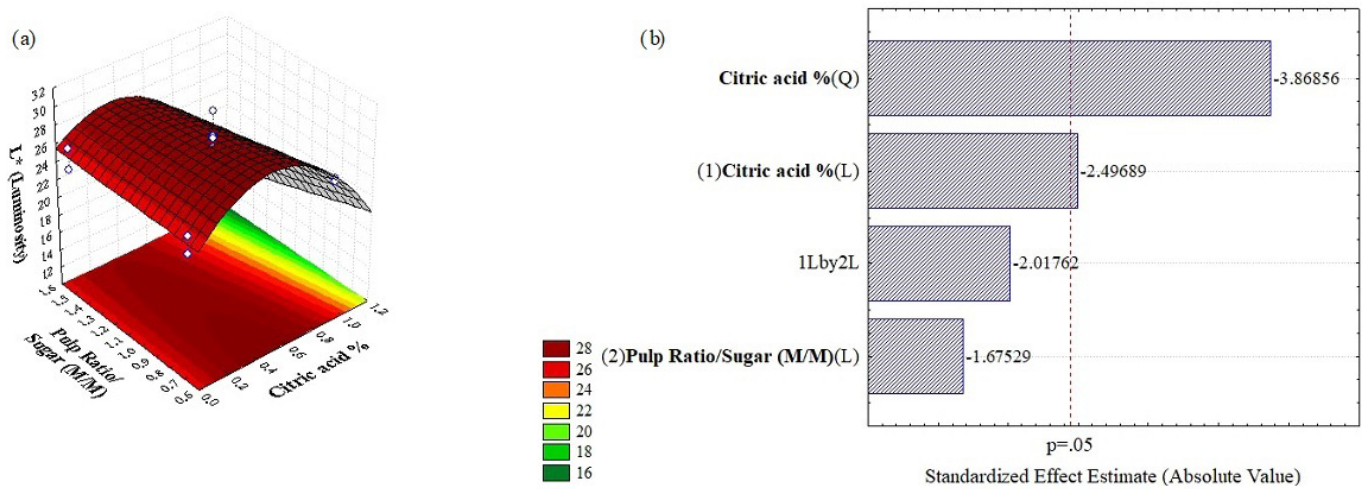 (a)
32
30
28
26
24
22
20
18
16
14
12
L* (Luminosity)
Pulp Ratio/
Sugar (M/M)
0.0
0.2
0.4
0.6
0.8
1.0
1.2
Citric acid %
28
26
24
22
20
18
16
(b)
Citric acid %(Q)
-3.86856
(1)Citric acid %(L)
-2.49689
1Lby2L
-2.01762
(2)Pulp Ratio/Sugar (M/M)(L)
-1.67529
p=.05
Standardized Effect Estimate (Absolute Value)